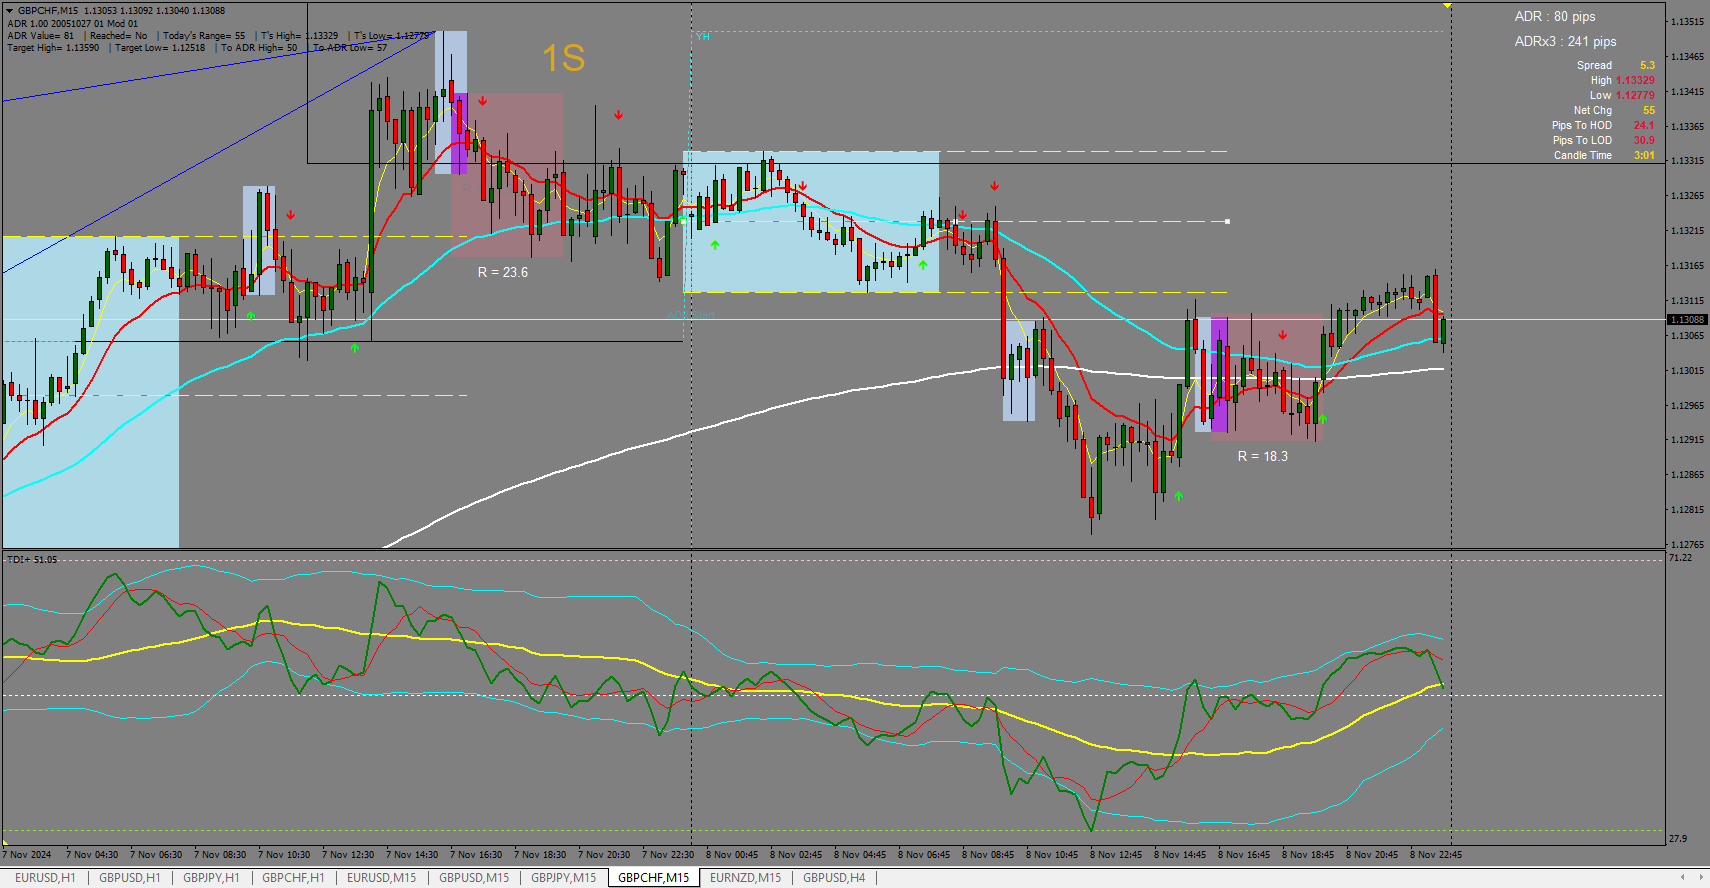 GBPCHF,M15  1.13053 1.13092 1.13040 1.13088
ADR 1.00 20051027 01 Mod 01
ADR Value= 81 | Reached= No | Today's Range= 55 | T's High= 1.13329 | T's Low= 1.12779
Target High= 1.13590 | Target Low= 1.12518 | To ADR High= 50 | To ADR Low= 57
1S
YH
ADR : 80 pips
ADRx3 : 241 pips
Spread 5.3
High 1.13329
Low 1.12779
Net Chg 55
Pips To HOD 24.1
Pips To LOD 30.9
Candle Time 3:01
R = 23.6
R = 18.3
1.13515
1.13465
1.13415
1.13365
1.13315
1.13265
1.13215
1.13165
1.13115
1.13088
1.13065
1.13015
1.12965
1.12915
1.12865
1.12815
1.12765
TDI+ 51.05
71.22
27.9
7 Nov 2024 7 Nov 04:30 7 Nov 06:30 7 Nov 08:30 7 Nov 10:30 7 Nov 12:30 7 Nov 14:30 7 Nov 16:30 7 Nov 18:30 7 Nov 20:30 7 Nov 22:30 8 Nov 00:45 8 Nov 02:45 8 Nov 04:45 8 Nov 06:45 8 Nov 08:45 8 Nov 10:45 8 Nov 12:45 8 Nov 14:45 8 Nov 16:45 8 Nov 18:45 8 Nov 20:45 8 Nov 22:45
EURUSD,H1 | GBPUSD,H1 | GBPJPY,H1 | GBPCHF,H1 | EURUSD,M15 | GBPUSD,M15 | GBPJPY,M15 | GBPCHF,M15 | EURNZD,M15 | GBPUSD,H4 |